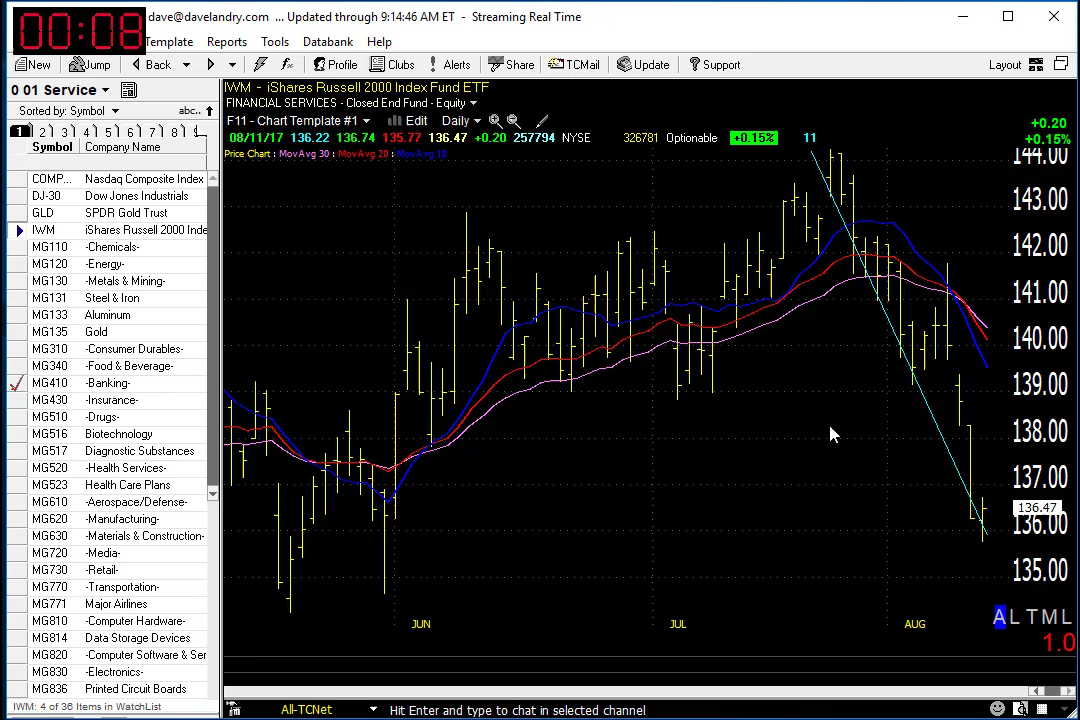 00:08
dave@davelandry.com ... Updated through 9:14:46 AM ET - Streaming Real Time
Template Reports Tools Databank Help
New Jump Back Profile Clubs Alerts Share TCMail Update Support Layout
0 01 Service
Sorted by: Symbol abc..
1 2 3 4 5 6 7 8
Symbol Company Name
COMP... Nasdaq Composite Index
DJ-30 Dow Jones Industrials
GLD SPDR Gold Trust
IWM iShares Russell 2000 Inde
MG110 -Chemicals-
MG120 -Energy-
MG130 -Metals & Mining-
MG131 Steel & Iron
MG133 Aluminum
MG135 Gold
MG310 -Consumer Durables-
MG340 -Food & Beverage-
MG410 -Banking-
MG430 -Insurance-
MG510 -Drugs-
MG516 Biotechnology
MG517 Diagnostic Substances
MG520 -Health Services-
MG523 Health Care Plans
MG610 -Aerospace/Defense-
MG620 -Manufacturing-
MG630 -Materials & Construction-
MG720 -Media-
MG730 -Retail-
MG770 -Transportation-
MG771 Major Airlines
MG810 -Computer Hardware-
MG814 Data Storage Devices
MG820 -Computer Software & Ser
MG830 -Electronics-
MG836 Printed Circuit Boards
IWM: 4 of 36 Items in WatchList
IWM - iShares Russell 2000 Index Fund ETF
FINANCIAL SERVICES - Closed End Fund - Equity
F11 - Chart Template #1 Edit Daily
08/11/17 136.22 136.74 135.77 136.47 +0.20 257794 NYSE 326781 Optionable +0.15% 11
+0.20
+0.15%
Price Chart : MovAvg 30 : MovAvg 20 : MovAvg 10
144.00
143.00
142.00
141.00
140.00
139.00
138.00
137.00
136.47
136.00
135.00
JUN JUL AUG
A L T M L
1.0
All-TCNet Hit Enter and type to chat in selected channel